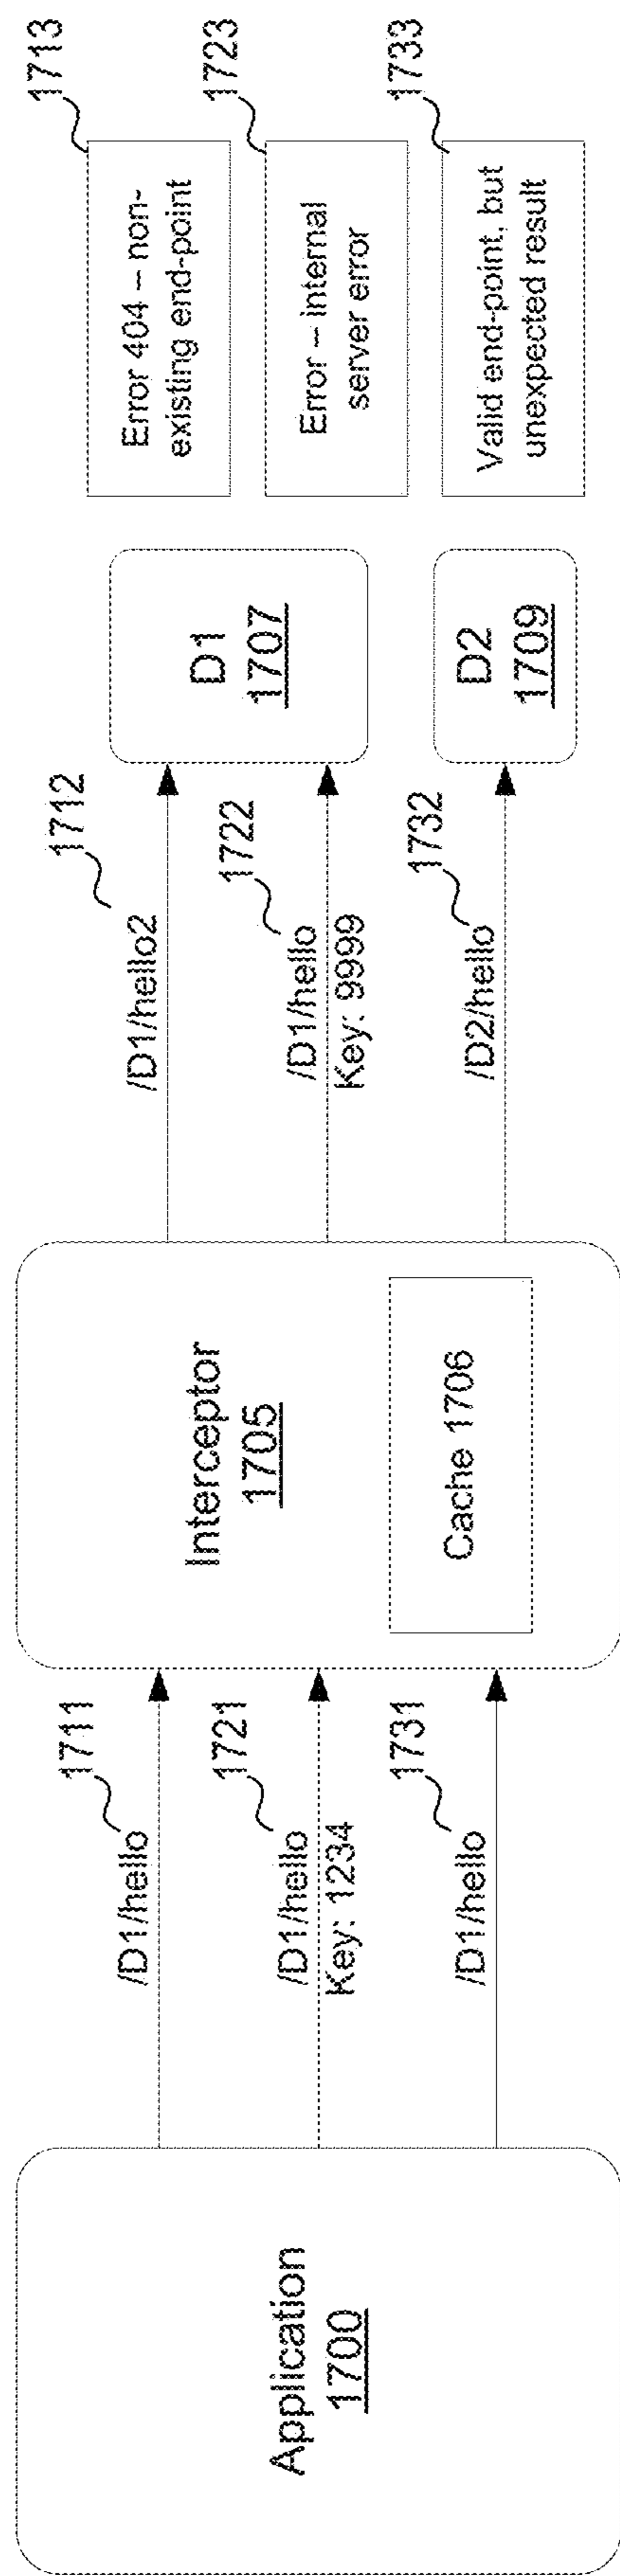 Application
1700
/D1/hello
1711
/D1/hello
Key: 1234
1721
/D1/hello
1731
Interceptor
1705
Cache 1706
/D1/hello2
1712
/D1/hello
Key: 9999
1722
/D2/hello
1732
D1
1707
D2
1709
Error 404 – non-
existing end-point
1713
Error – internal
server error
1723
Valid end-point, but
unexpected result
1733